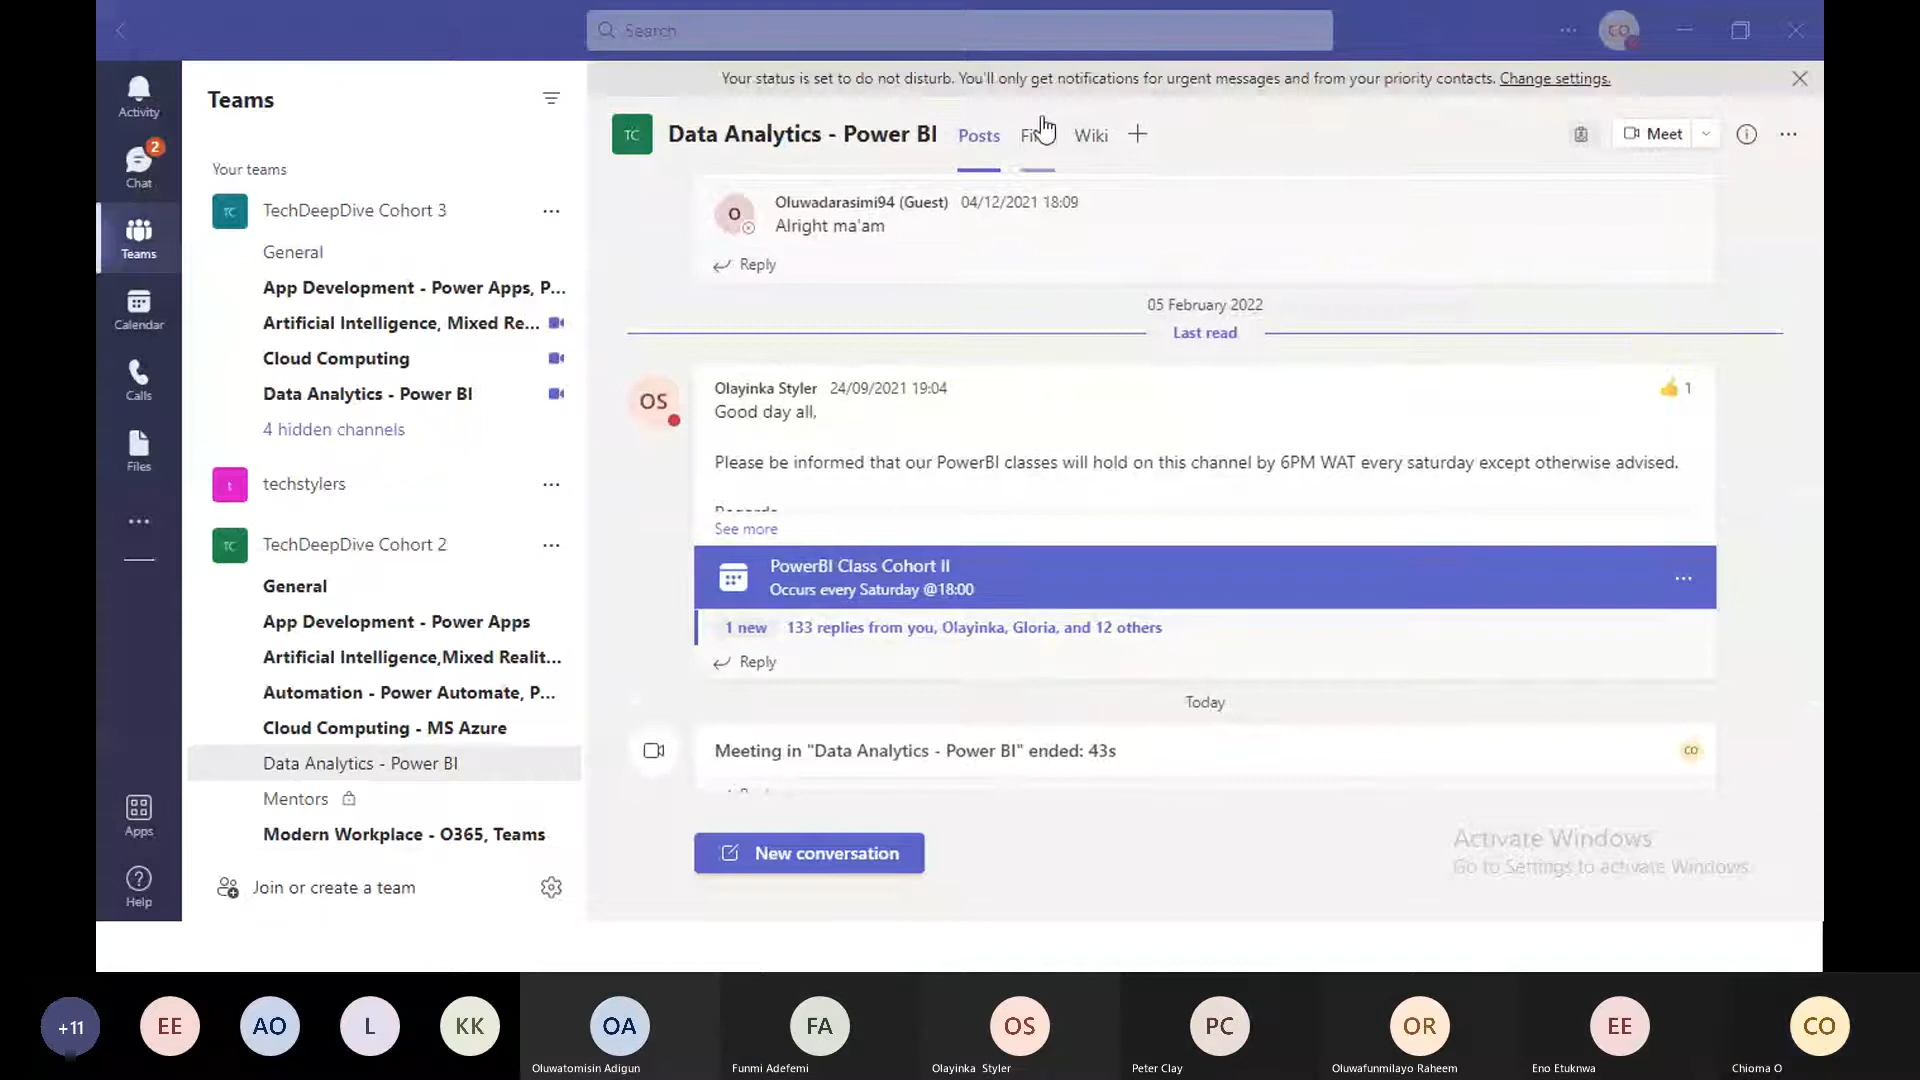 Search
CO
Your status is set to do not disturb. You'll only get notifications for urgent messages and from your priority contacts. Change settings.
Activity
2
Chat
Teams
Calendar
Calls
Files
Apps
Help
Teams
Your teams
TC
TechDeepDive Cohort 3
General
App Development - Power Apps, P...
Artificial Intelligence, Mixed Re...
Cloud Computing
Data Analytics - Power BI
4 hidden channels
t
techstylers
TC
TechDeepDive Cohort 2
General
App Development - Power Apps
Artificial Intelligence,Mixed Realit...
Automation - Power Automate, P...
Cloud Computing - MS Azure
Data Analytics - Power BI
Mentors
Modern Workplace - O365, Teams
Join or create a team
TC
Data Analytics - Power BI
Posts
Wiki
Meet
O
Oluwadarasimi94 (Guest) 04/12/2021 18:09
Alright ma'am
Reply
05 February 2022
Last read
OS
Olayinka Styler 24/09/2021 19:04
1
Good day all,
Please be informed that our PowerBI classes will hold on this channel by 6PM WAT every saturday except otherwise advised.
See more
PowerBI Class Cohort II
Occurs every Saturday @18:00
1 new 133 replies from you, Olayinka, Gloria, and 12 others
Reply
Today
Meeting in "Data Analytics - Power BI" ended: 43s
CO
New conversation
Activate Windows
Go to Settings to activate Windows.
+11
EE
AO
L
KK
OA
Oluwatomisin Adigun
FA
Funmi Adefemi
OS
Olayinka Styler
PC
Peter Clay
OR
Oluwafunmilayo Raheem
EE
Eno Etuknwa
CO
Chioma O